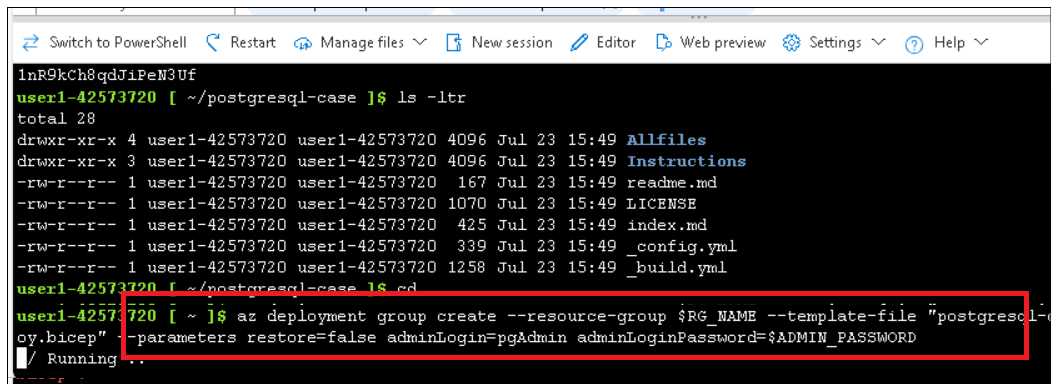 Switch to PowerShell Restart Manage files New session Editor Web preview Settings Help
1nR9kCh8qdJiPeN3Uf
user1-42573720 [ ~/postgresql-case ]$ ls -ltr
total 28
drwxr-xr-x 4 user1-42573720 user1-42573720 4096 Jul 23 15:49 Allfiles
drwxr-xr-x 3 user1-42573720 user1-42573720 4096 Jul 23 15:49 Instructions
-rw-r--r-- 1 user1-42573720 user1-42573720 167 Jul 23 15:49 readme.md
-rw-r--r-- 1 user1-42573720 user1-42573720 1070 Jul 23 15:49 LICENSE
-rw-r--r-- 1 user1-42573720 user1-42573720 425 Jul 23 15:49 index.md
-rw-r--r-- 1 user1-42573720 user1-42573720 339 Jul 23 15:49 _config.yml
-rw-r--r-- 1 user1-42573720 user1-42573720 1258 Jul 23 15:49 _build.yml
user1-42573720 [ ~/postgresql-case ]$ cd
user1-42573720 [ ~ ]$ az deployment group create --resource-group $RG_NAME --template-file "postgresql-
oy.bicep" --parameters restore=false adminLogin=pgAdmin adminLoginPassword=$ADMIN_PASSWORD
/ Running ..